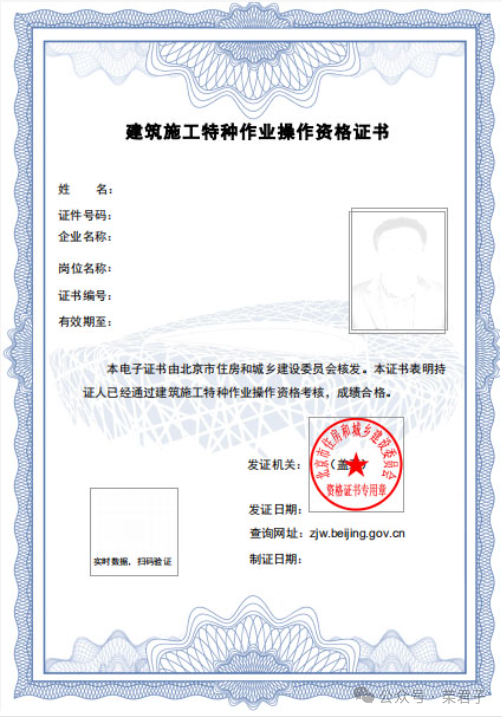 建筑施工特种作业操作资格证书
姓 名:
证件号码:
企业名称:
岗位名称:
证书编号:
有效期至:
本电子证书由北京市住房和城乡建设委员会核发。本证书表明持
证人已经通过建筑施工特种作业操作资格考核,成绩合格。
发证机关: (盖章)
北京市住房和城乡建设委员会
资格证书专用章
发证日期:
查询网址: zjw.beijing.gov.cn
制证日期:
实时数据,扫码验证
公众号·荣君子